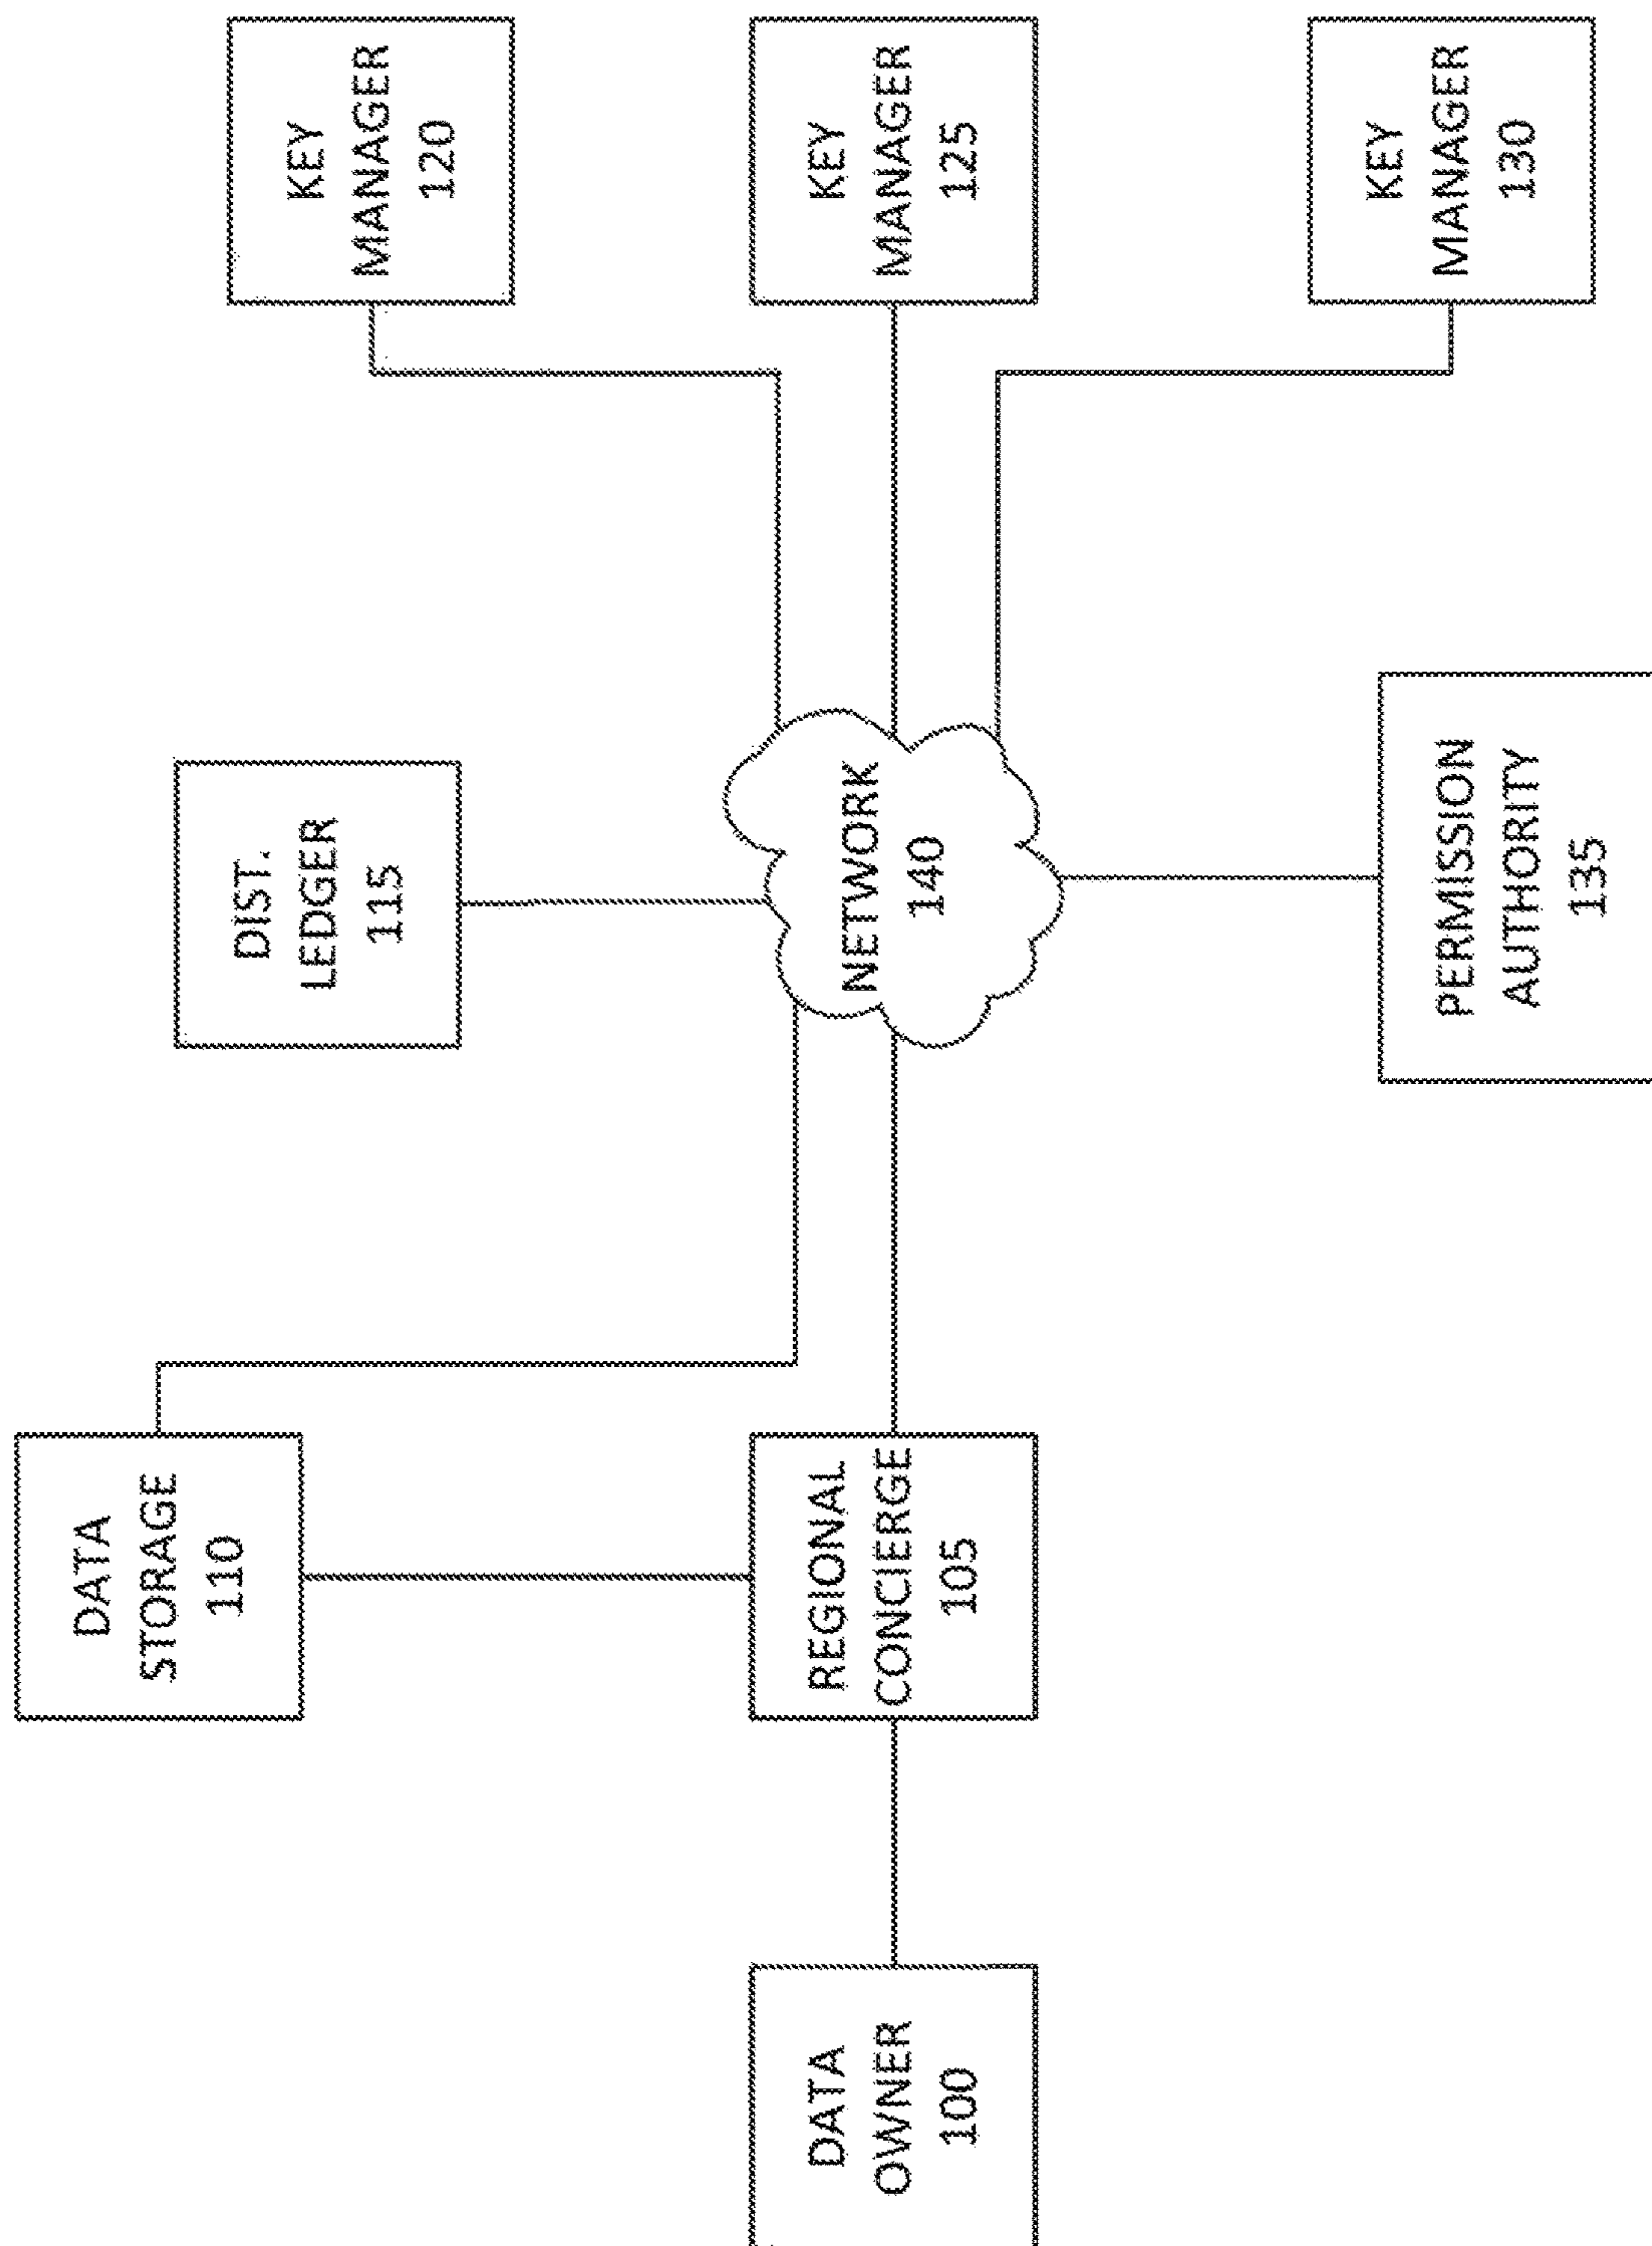 DATA
STORAGE
110
DIST.
LEDGER
115
KEY
MANAGER
120
DATA
OWNER
100
REGIONAL
CONCIERGE
105
NETWORK
140
KEY
MANAGER
125
PERMISSION
AUTHORITY
135
KEY
MANAGER
130